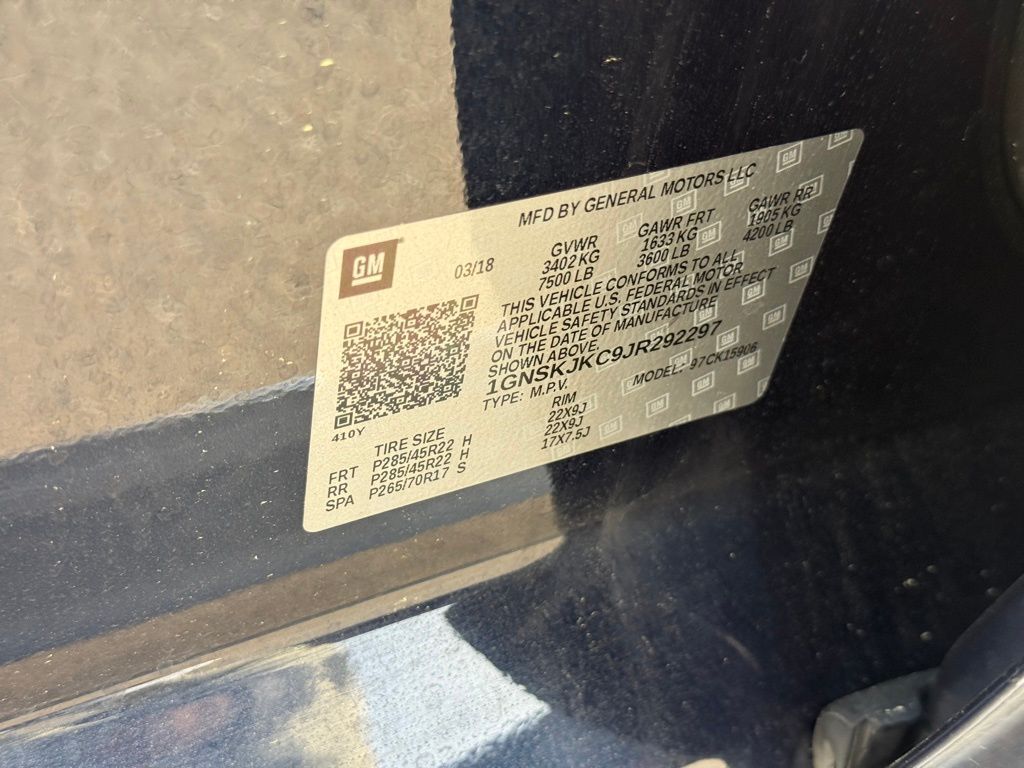 MFD BY GENERAL MOTORS LLC
GM
03/18
GVWR GAWR FRT GAWR RR
3402 KG 1633 KG 1905 KG
7500 LB 3600 LB 4200 LB
THIS VEHICLE CONFORMS TO ALL
APPLICABLE U.S. FEDERAL MOTOR
VEHICLE SAFETY STANDARDS IN EFFECT
ON THE DATE OF MANUFACTURE
SHOWN ABOVE.
1GNSKJKC9JR292297
TYPE: M.P.V. MODEL: 97CK15906
410Y
TIRE SIZE RIM
FRT P285/45R22 H 22X9J
RR P285/45R22 H 22X9J
SPA P265/70R17 S 17X7.5J